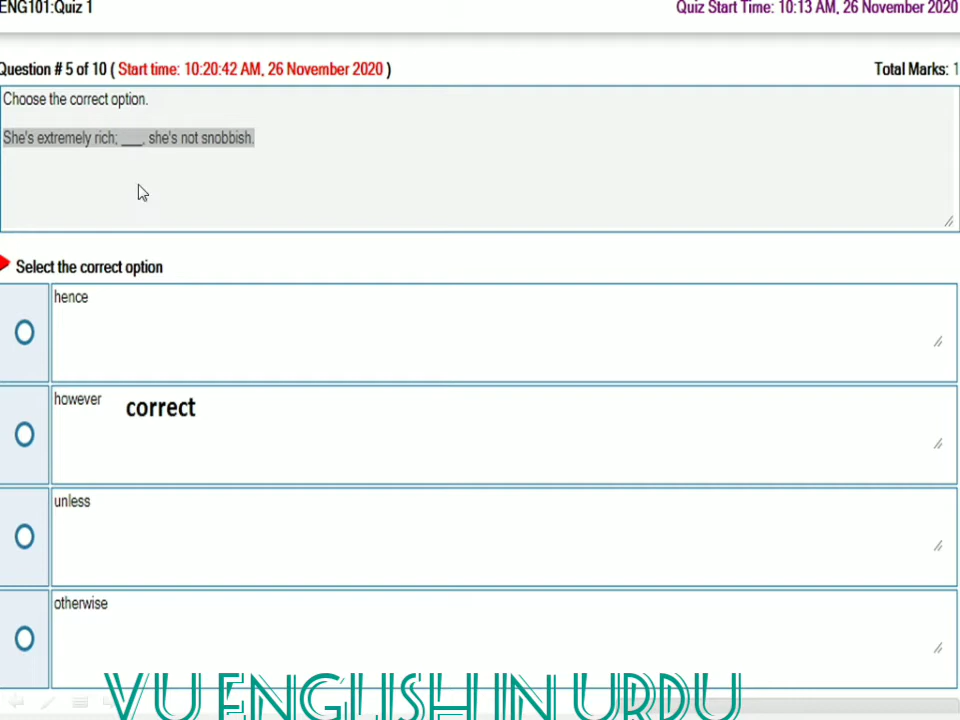 ENG101:Quiz 1
Quiz Start Time: 10:13 AM, 26 November 2020
Question # 5 of 10 ( Start time: 10:20:42 AM, 26 November 2020 )
Total Marks: 1
Choose the correct option.
She's extremely rich; ___, she's not snobbish.
Select the correct option
hence
however
correct
unless
otherwise
VU ENGLISH IN URDU